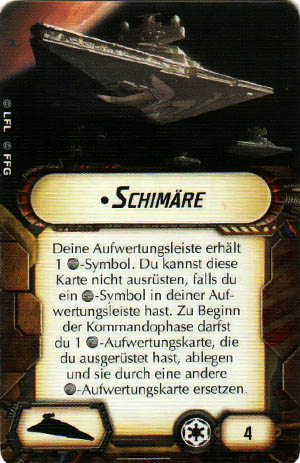 © LFL © FFG
•SCHIMÄRE
Deine Aufwertungsleiste erhält
1 -Symbol. Du kannst diese
Karte nicht ausrüsten, falls du
ein -Symbol in deiner Auf-
wertungsleiste hast. Zu Beginn
der Kommandophase darfst
du 1 -Aufwertungskarte, die
du ausgerüstet hast, ablegen
und sie durch eine andere
-Aufwertungskarte ersetzen.
4